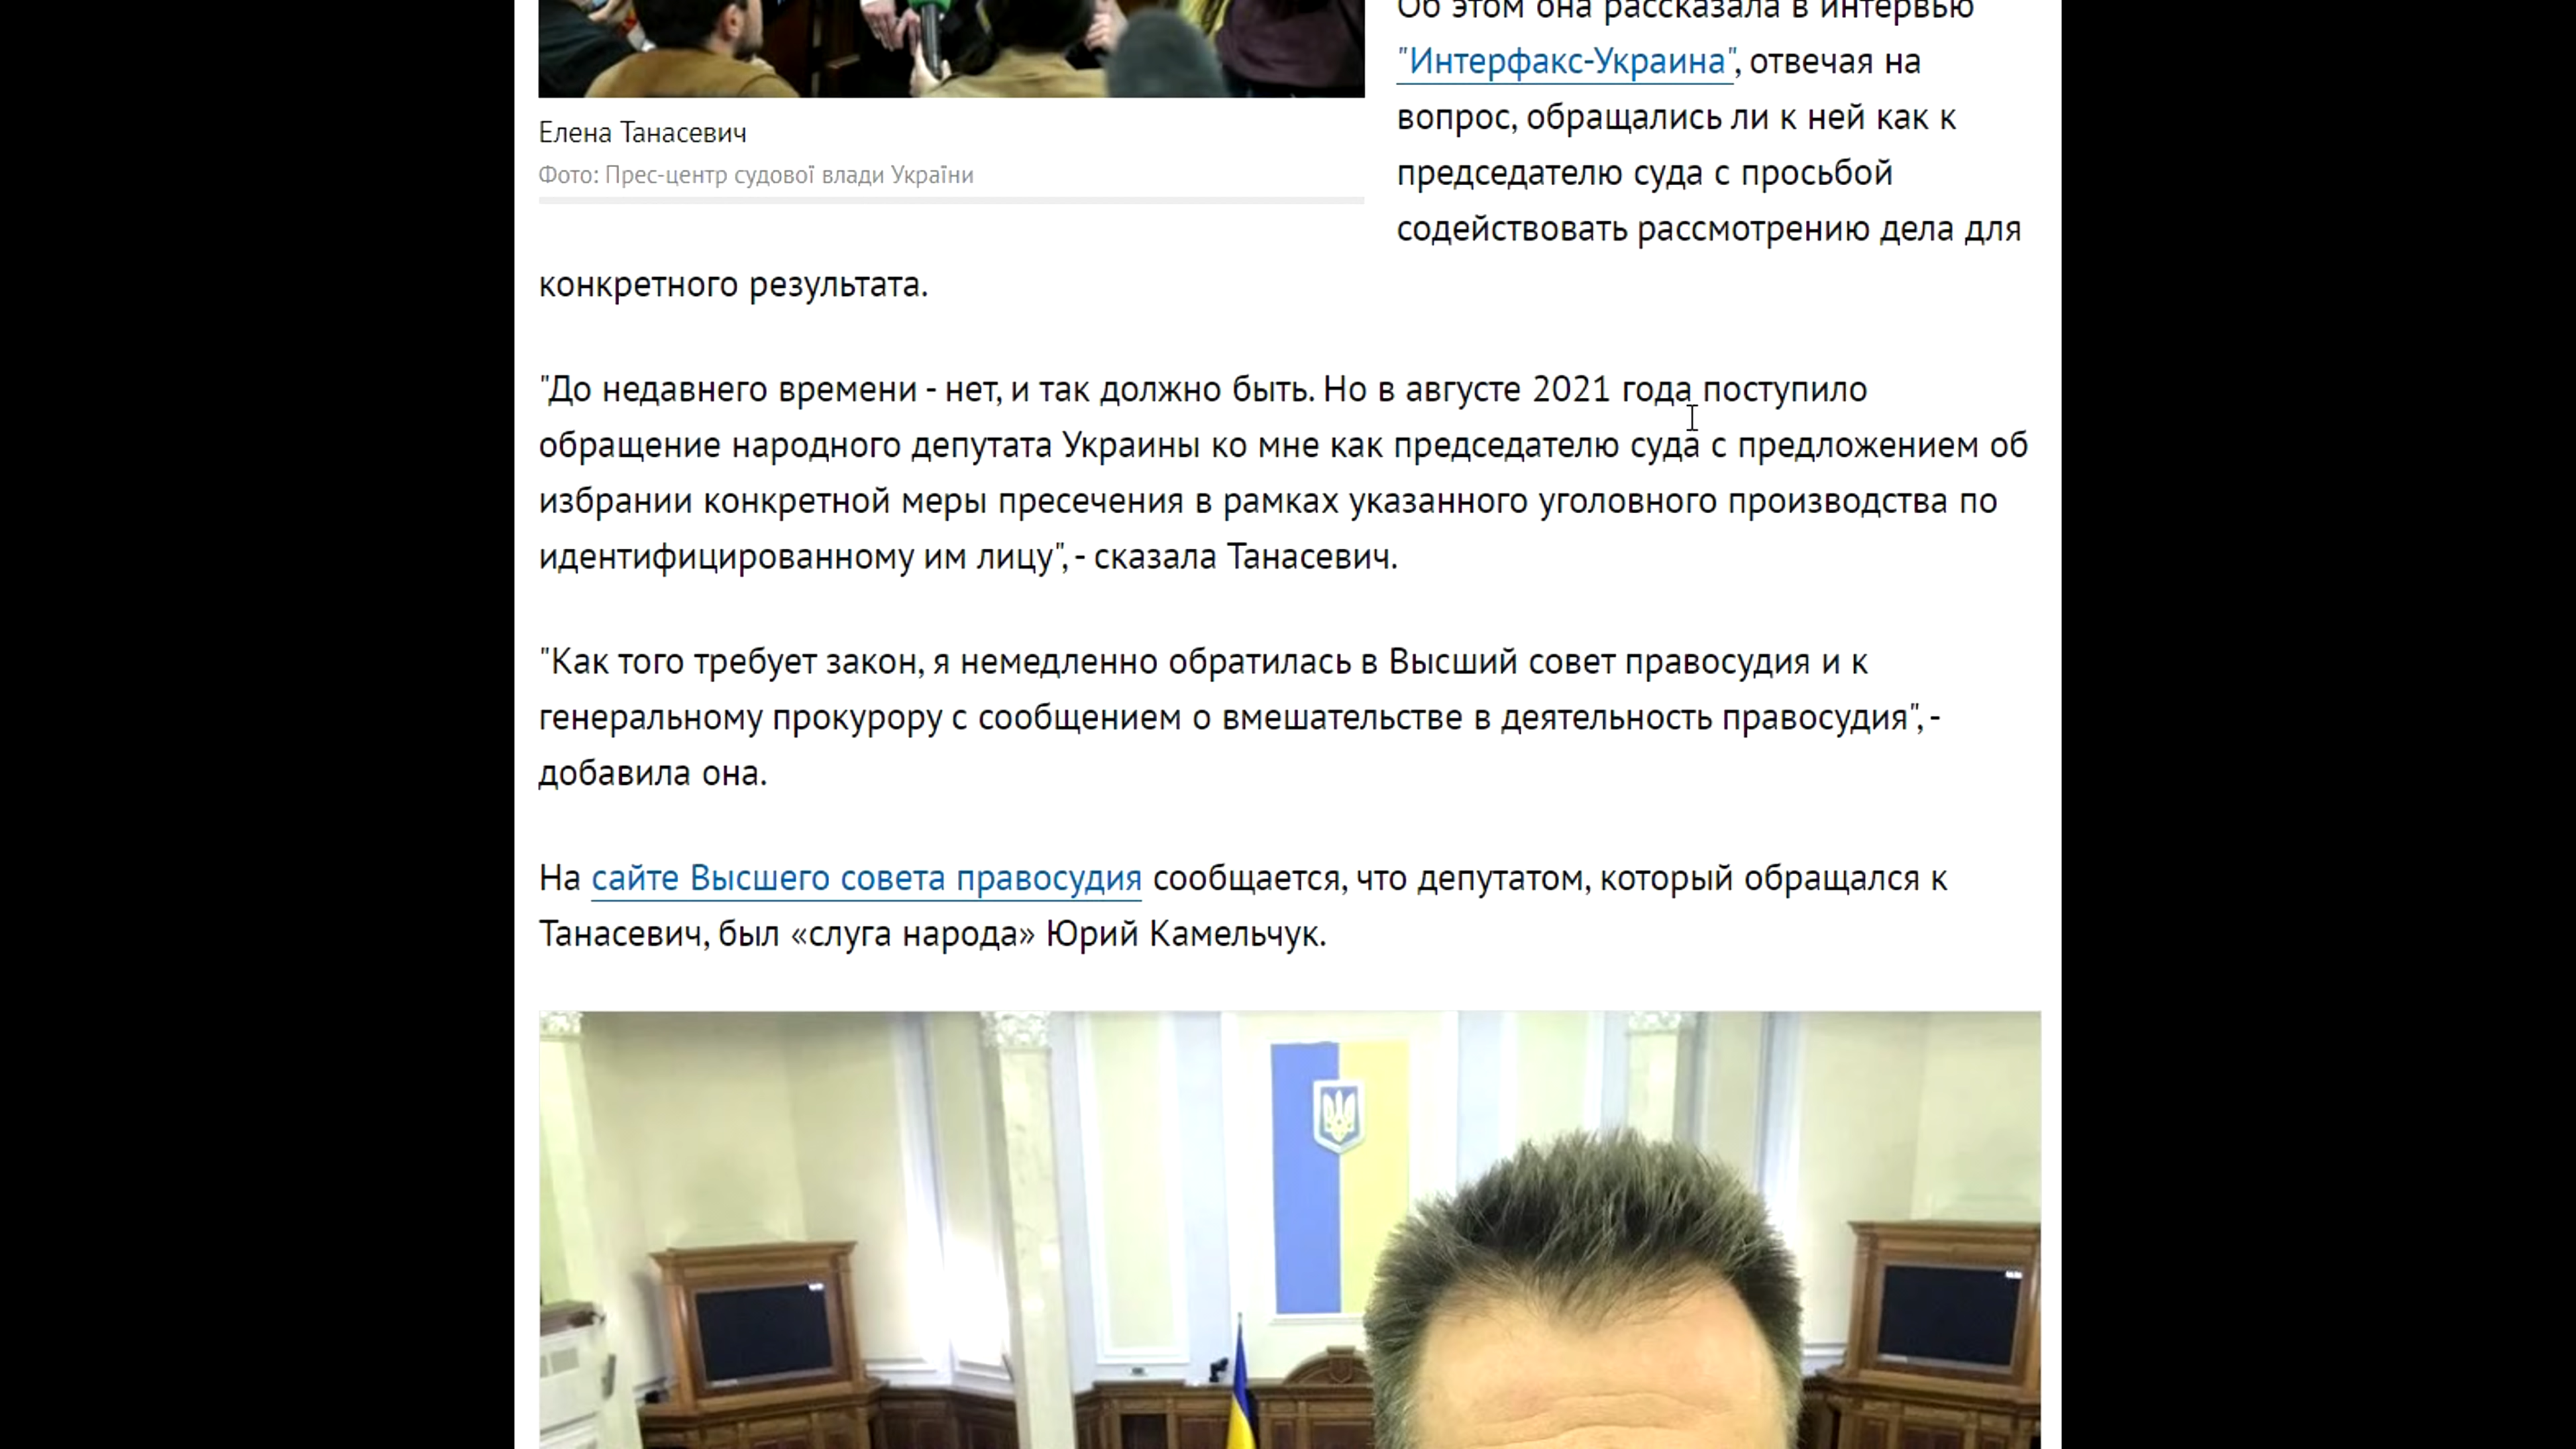 Об этом она рассказала в интервью
"Интерфакс-Украина", отвечая на
вопрос, обращались ли к ней как к
председателю суда с просьбой
содействовать рассмотрению дела для
Елена Танасевич
Фото: Прес-центр судової влади України
конкретного результата.
"До недавнего времени - нет, и так должно быть. Но в августе 2021 года поступило
обращение народного депутата Украины ко мне как председателю суда с предложением об
избрании конкретной меры пресечения в рамках указанного уголовного производства по
идентифицированному им лицу", - сказала Танасевич.
"Как того требует закон, я немедленно обратилась в Высший совет правосудия и к
генеральному прокурору с сообщением о вмешательстве в деятельность правосудия", -
добавила она.
На сайте Высшего совета правосудия сообщается, что депутатом, который обращался к
Танасевич, был «слуга народа» Юрий Камельчук.